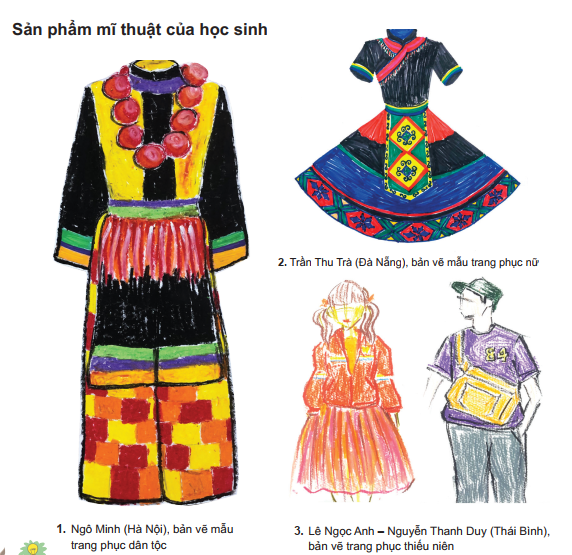 Sản phẩm mĩ thuật của học sinh
84
2. Trần Thu Trà (Đà Nẵng), bản vẽ mẫu trang phục nữ
1. Ngô Minh (Hà Nội), bản vẽ mẫu
trang phục dân tộc
3. Lê Ngọc Anh – Nguyễn Thanh Duy (Thái Bình),
bản vẽ trang phục thiếu niên